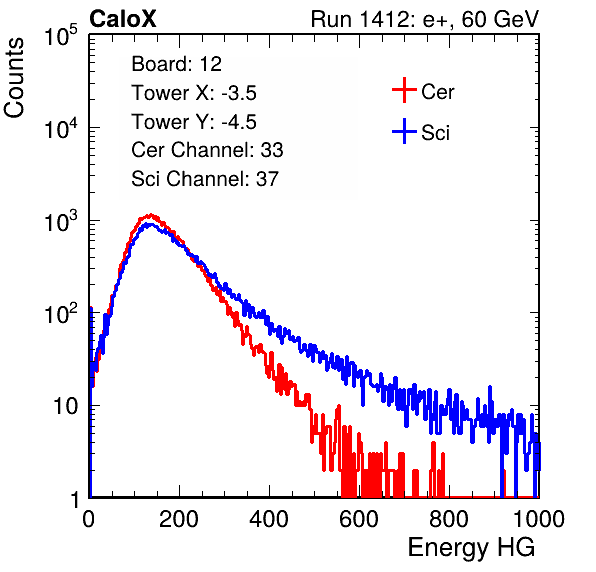 CaloX Run 1412: e+, 60 GeV
Counts
Board: 12
Tower X: -3.5
Tower Y: -4.5
Cer Channel: 33
Sci Channel: 37
Cer
Sci
10^5
10^4
10^3
10^2
10
1
0 200 400 600 800 1000
Energy HG